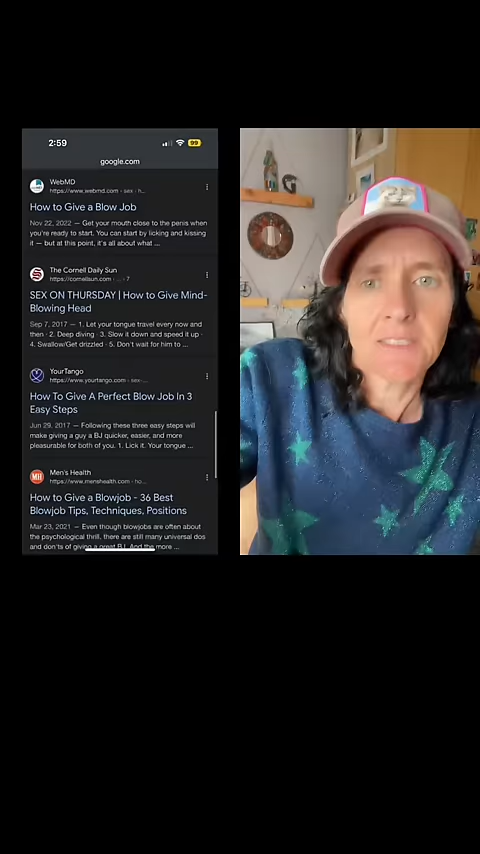 2:59
99
google.com
WebMD
https://www.webmd.com › sex › h...
How to Give a Blow Job
Nov 22, 2022 — Get your mouth close to the penis when
you're ready to start. You can start by licking and kissing
it — but at this point, it's all about what ...
The Cornell Daily Sun
https://cornellsun.com › ... › 7
SEX ON THURSDAY | How to Give Mind-
Blowing Head
Sep 7, 2017 — 1. Let your tongue travel every now and
then · 2. Deep diving · 3. Slow it down and speed it up ·
4. Swallow/Get drizzled · 5. Don't wait for him to ...
YourTango
https://www.yourtango.com › sex-...
How To Give A Perfect Blow Job In 3
Easy Steps
Jun 29, 2017 — Following these three easy steps will
make giving a guy a BJ quicker, easier, and more
pleasurable for both of you. 1. Lick it. Your tongue ...
MH
Men's Health
https://www.menshealth.com › ho...
How to Give a Blowjob - 36 Best
Blowjob Tips, Techniques, Positions
Mar 23, 2021 — Even though blowjobs are often about
the psychological thrill, there are still many universal dos
and don'ts of giving a great BJ. And the more ...